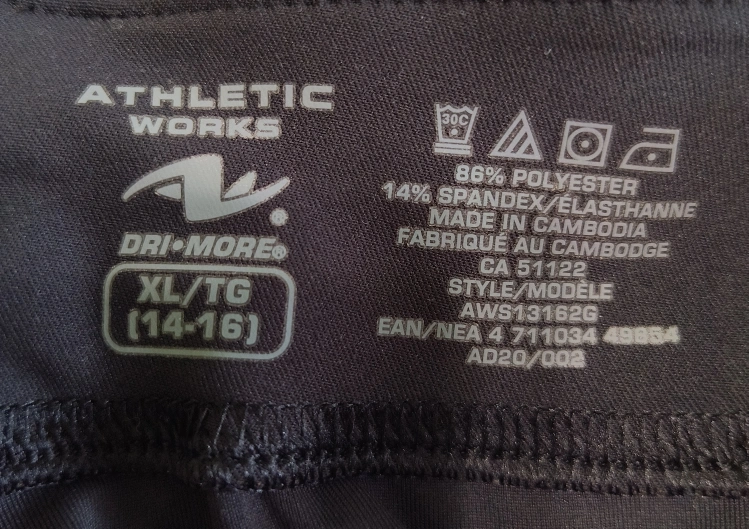 ATHLETIC
WORKS
®
DRI•MORE®
XL/TG
(14-16)
30C
86% POLYESTER
14% SPANDEX/ÉLASTHANNE
MADE IN CAMBODIA
FABRIQUÉ AU CAMBODGE
CA 51122
STYLE/MODÈLE
AWS13162G
EAN/NEA 4 711034
AD20/002